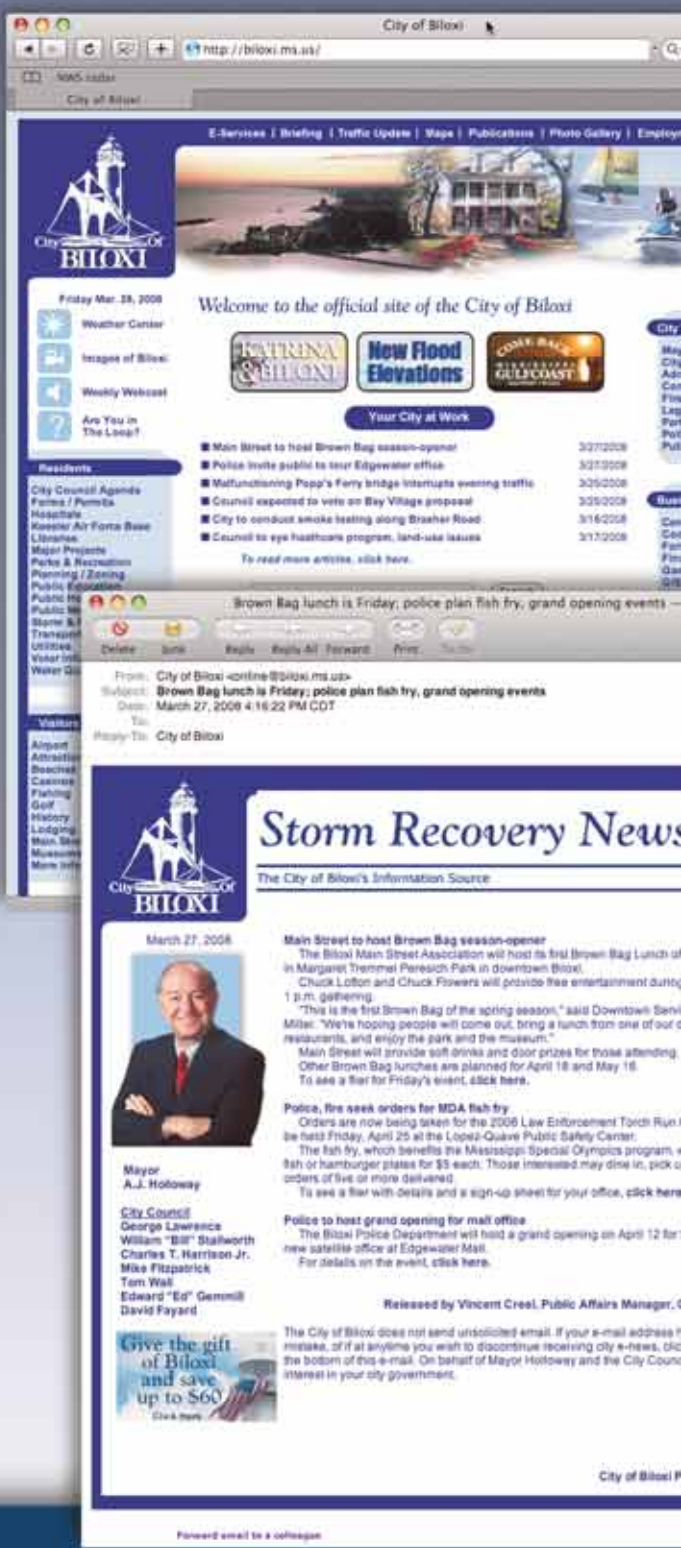 City of Biloxi
http://biloxi.ms.us/
NWS radar
City of Biloxi
E-Services | Briefing | Traffic Update | Maps | Publications | Photo Gallery |
City Of
BILOXI
Friday Mar. 28, 2008
Weather Center
Images of Biloxi
Weekly Webcast
Are You in
The Loop?
Welcome to the official site of the City of Biloxi
KATRINA
& BILOXI
New Flood
Elevations
COME BACK
MISSISSIPPI
GULFCOAST
Your City at Work
Main Street to host Brown Bag season-opener 3/27/2008
Police invite public to tour Edgewater office 3/27/2008
Malfunctioning Popp's Ferry bridge interrupts evening traffic 3/25/2008
Council expected to vote on Bay Village proposal 3/25/2008
City to conduct smoke testing along Brasher Road 3/18/2008
Council to eye healthcare program, land-use issues 3/17/2008
To read more articles, click here.
City
Residents
City Council Agenda
Forms / Permits
Hospitals
Keesler Air Force Base
Libraries
Major Projects
Parks & Recreation
Planning / Zoning
Public Education
Public
Public
Storm &
Utilities
Water
Visitors
Airport
Beaches
Casinos
Fishing
Golf
History
Lodging
Main
More
Brown Bag lunch is Friday; police plan fish fry, grand opening events —
Delete Junk Reply Reply All Forward Print To Do
From: City of Biloxi <online@biloxi.ms.us>
Subject: Brown Bag lunch is Friday; police plan fish fry, grand opening events
Date: March 27, 2008 4:16:22 PM CDT
To:
Reply-To: City of Biloxi
City Of
BILOXI
Storm Recovery News
The City of Biloxi's Information Source
March 27, 2008
Mayor
A.J. Holloway
City Council
George Lawrence
William "Bill" Stallworth
Charles T. Harrison Jr.
Mike Fitzpatrick
Tom Wall
Edward "Ed" Gemmill
David Fayard
Give the gift
of Biloxi
and save
up to $60
Click here
Main Street to host Brown Bag season-opener
The Biloxi Main Street Association will host its first Brown Bag Lunch of
in Margaret Tremmel Peresich Park in downtown Biloxi.
Chuck Lofton and Chuck Flowers will provide free entertainment during
1 p.m. gathering.
"This is the first Brown Bag of the spring season," said Downtown
Miller. "We're hoping people will come out, bring a lunch from one of our
restaurants, and enjoy the park and the museum."
Main Street will provide soft drinks and door prizes for those attending.
Other Brown Bag lunches are planned for April 18 and May 16.
To see a flier for Friday's event, click here.
Police, fire seek orders for MDA fish fry
Orders are now being taken for the 2008 Law Enforcement Torch Run
be held Friday, April 25 at the Lopez-Quave Public Safety Center.
The fish fry, which benefits the Mississippi Special Olympics program,
fish or hamburger plates for $5 each. Those interested may dine in, pick
orders of five or more delivered.
To see a flier with details and a sign-up sheet for your office, click here
Police to host grand opening for mall office
The Biloxi Police Department will hold a grand opening on April 12 for
new satellite office at Edgewater Mall.
For details on the event, click here.
Released by Vincent Creel, Public Affairs Manager,
The City of Biloxi does not send unsolicited email. If your e-mail address
mistake, of if at anytime you wish to discontinue receiving city e-news,
the bottom of this e-mail. On behalf of Mayor Holloway and the City
interest in your city government.
City of Biloxi
Forward email to a colleague